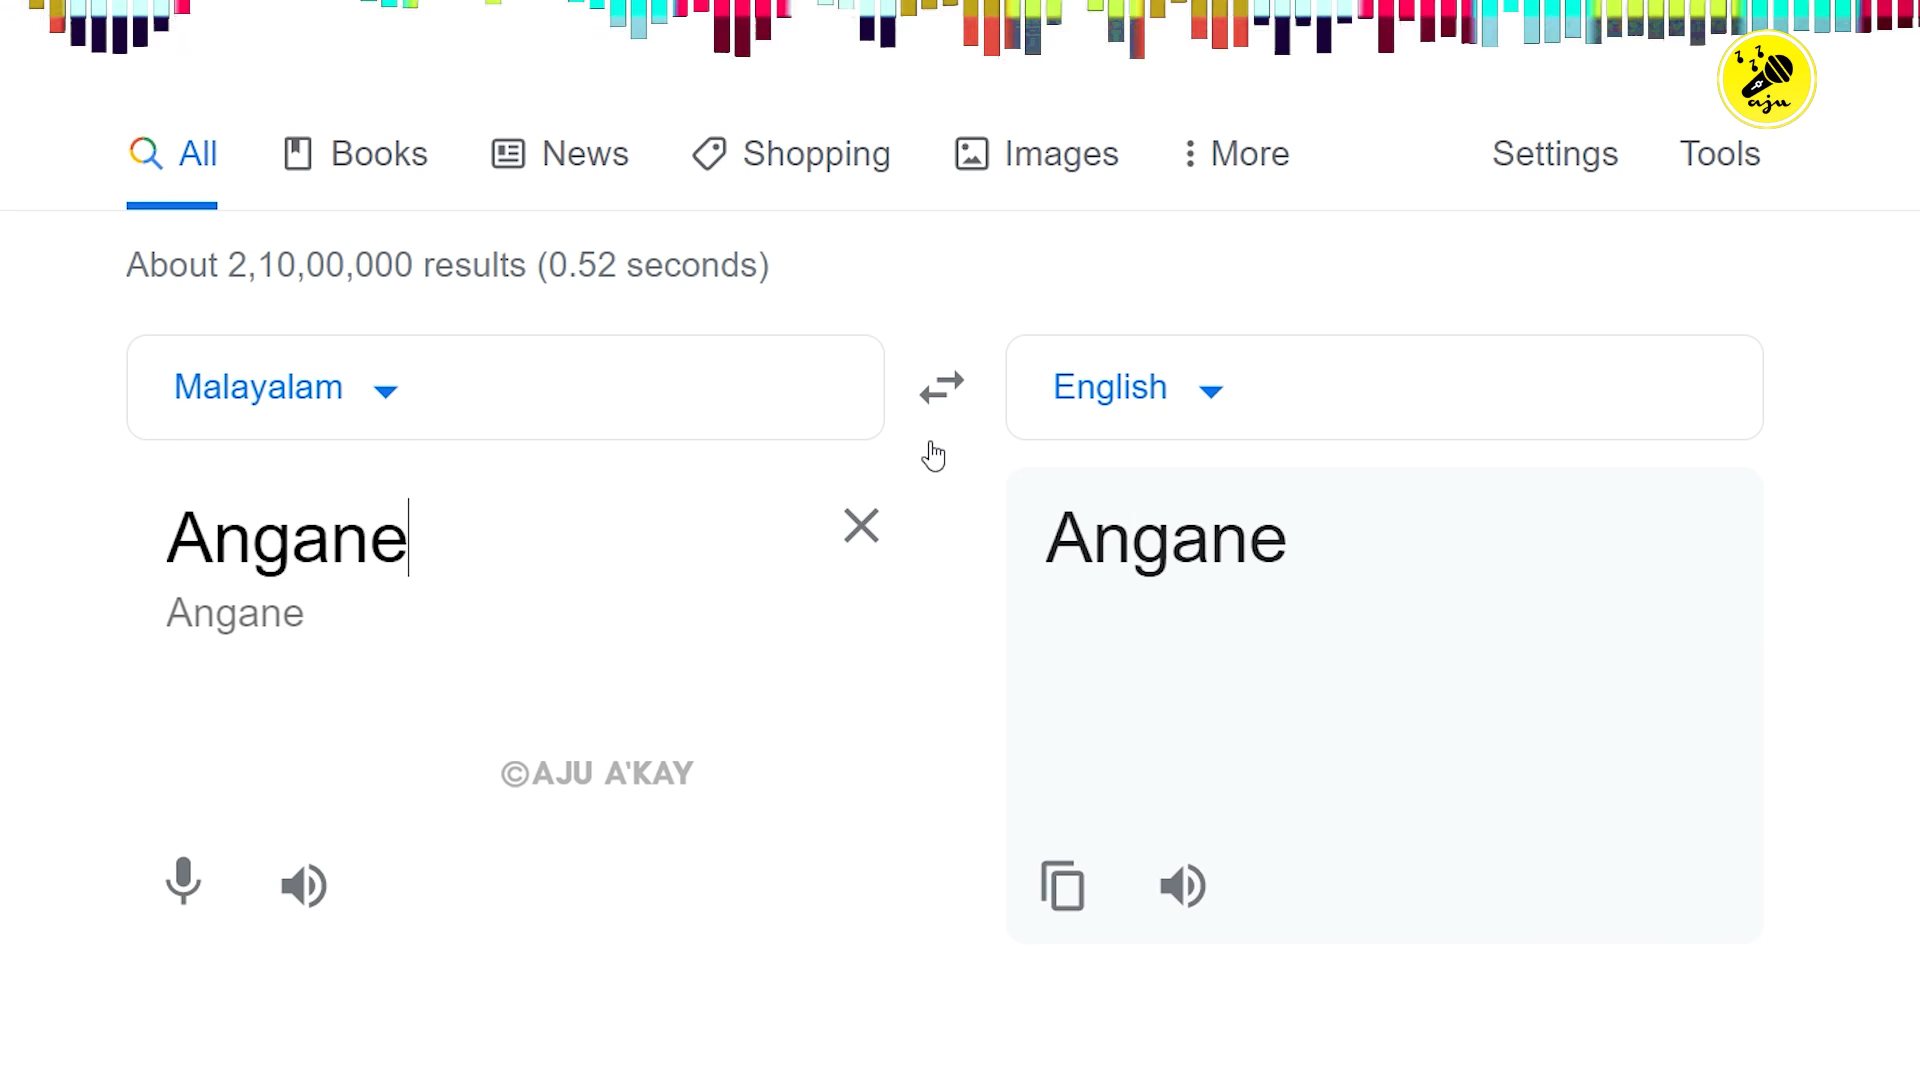 aju
All Books News Shopping Images More Settings Tools
About 2,10,00,000 results (0.52 seconds)
Malayalam English
Angane Angane
Angane
©AJU A'KAY